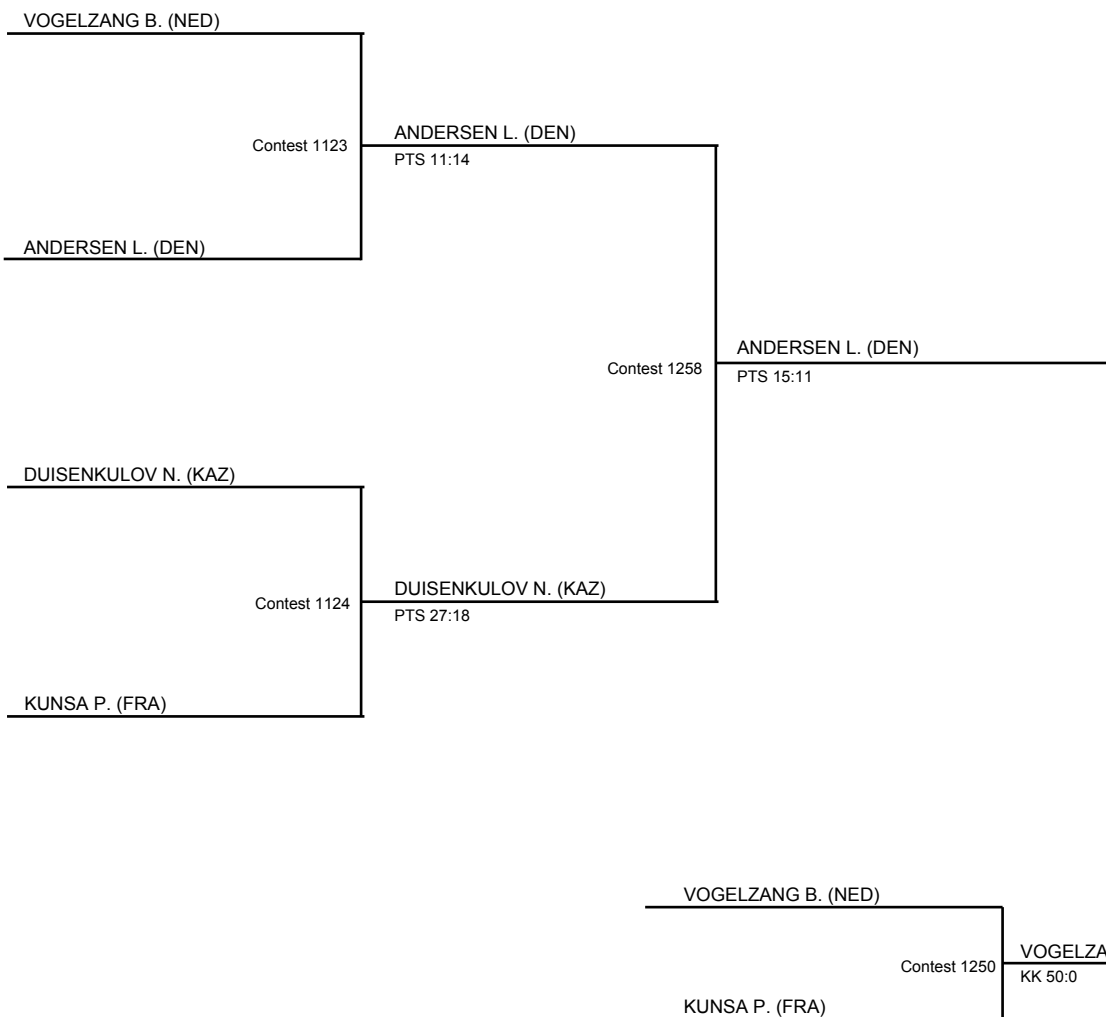 VOGELZANG B. (NED)
Contest 1123
ANDERSEN L. (DEN)
PTS 11:14
ANDERSEN L. (DEN)
Contest 1258
ANDERSEN L. (DEN)
PTS 15:11
DUISENKULOV N. (KAZ)
Contest 1124
DUISENKULOV N. (KAZ)
PTS 27:18
KUNSA P. (FRA)
VOGELZANG B. (NED)
Contest 1250
VOGELZA
KK 50:0
KUNSA P. (FRA)